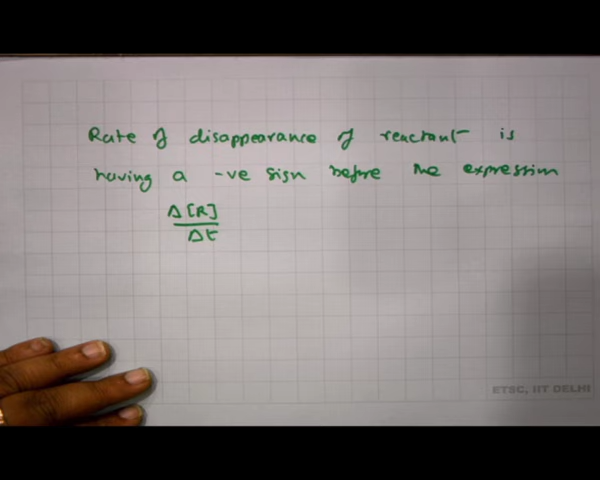 Rate of disappearance of reactant is
having a -ve sign before the expression
Δ[R]
Δt
ETSC, IIT DELHI